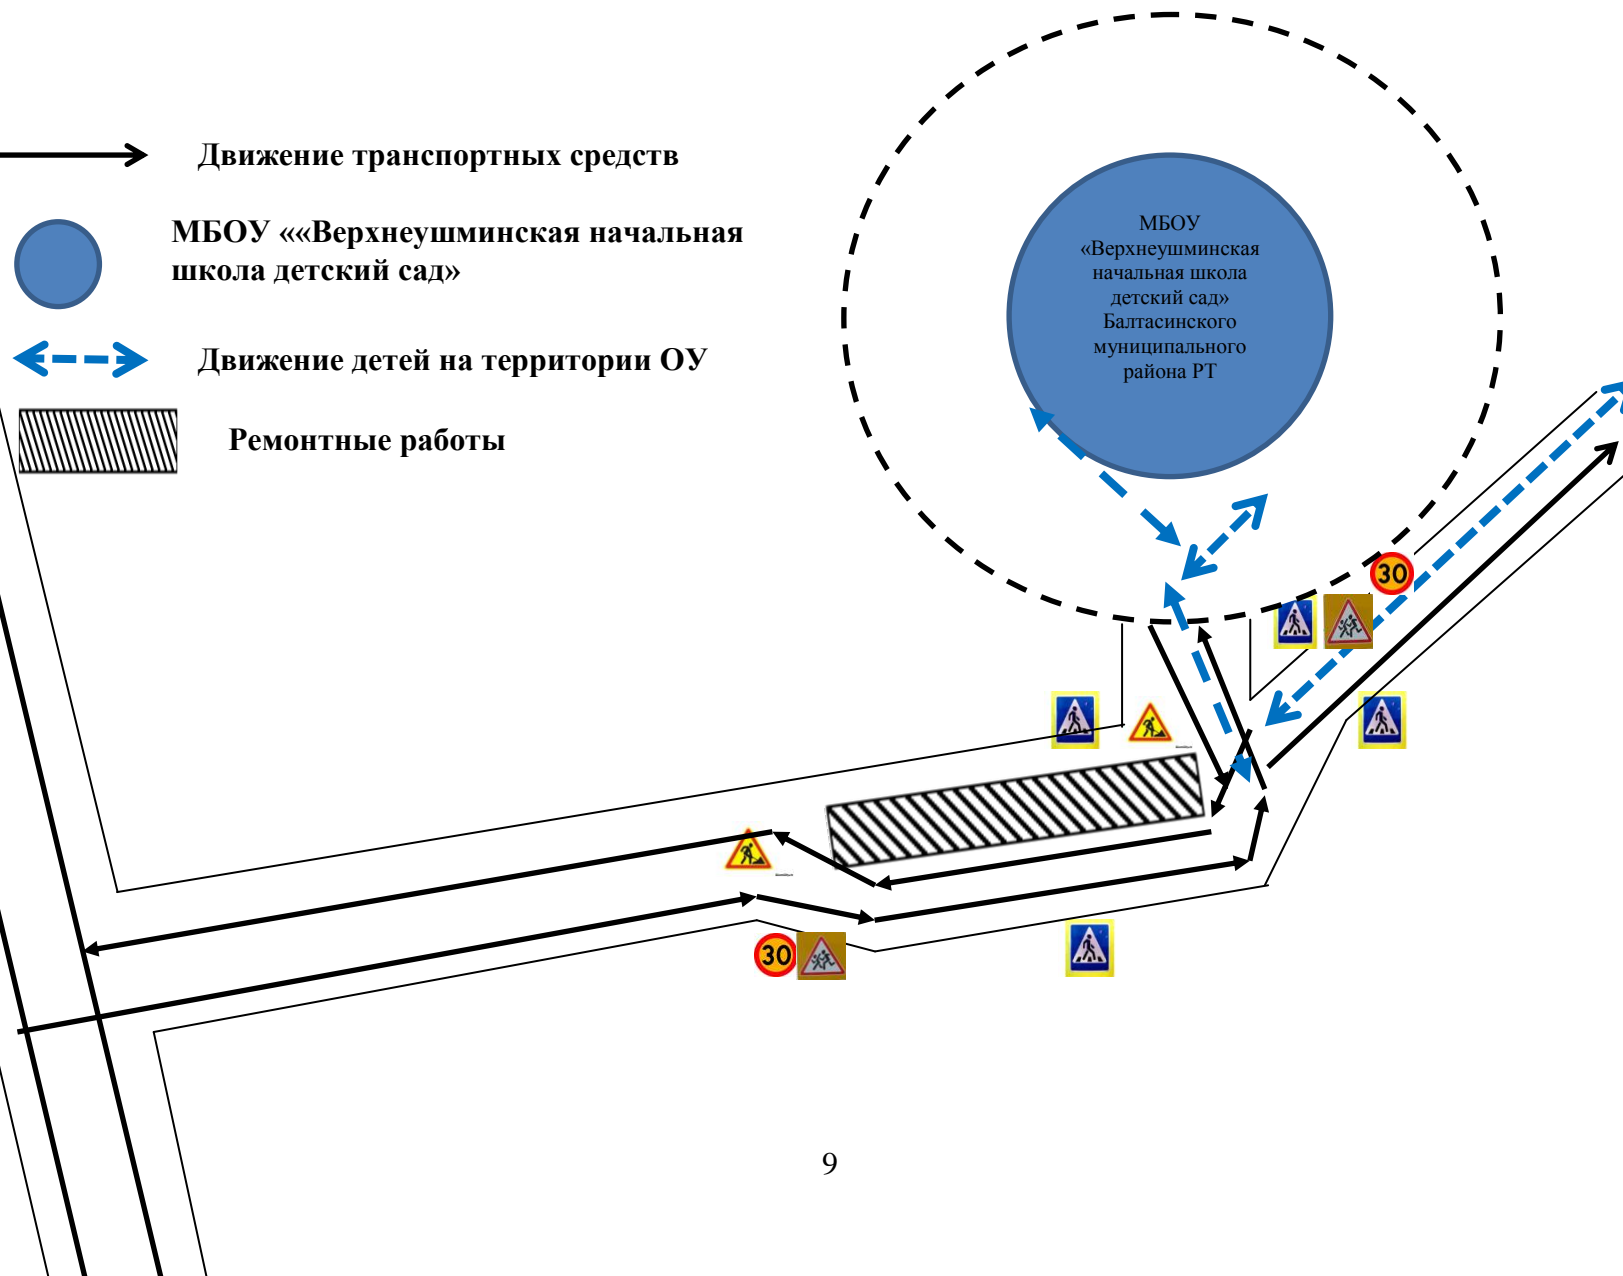 Движение транспортных средств
МБОУ ««Верхнеушминская начальная
школа детский сад»
Движение детей на территории ОУ
Ремонтные работы
МБОУ
«Верхнеушминская
начальная школа
детский сад»
Балтасинского
муниципального
района РТ
30
30
9